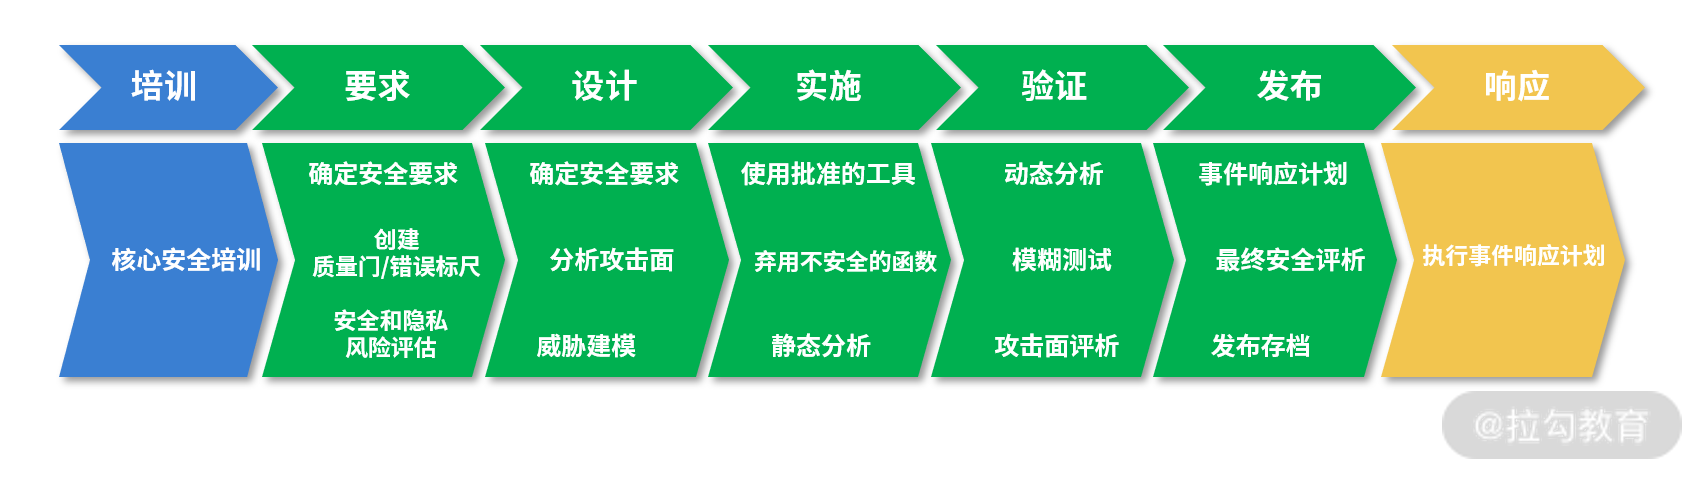 培训
要求
设计
实施
验证
发布
响应
核心安全培训
确定安全要求
创建
质量门/错误标尺
安全和隐私
风险评估
确定安全要求
分析攻击面
威胁建模
使用批准的工具
弃用不安全的函数
静态分析
动态分析
模糊测试
攻击面评析
事件响应计划
最终安全评析
发布存档
执行事件响应计划
@拉勾教育